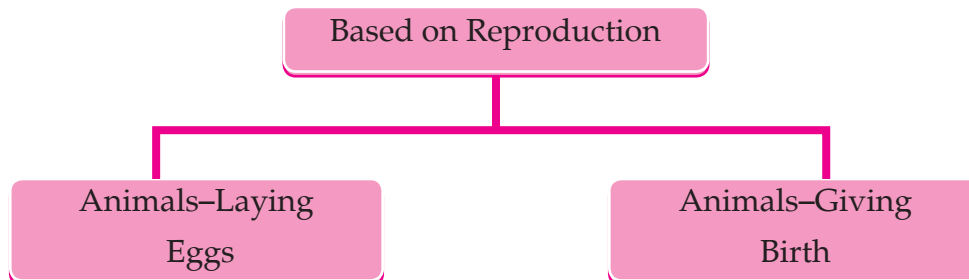 Based on Reproduction
Animals–Laying
Eggs
Animals–Giving
Birth